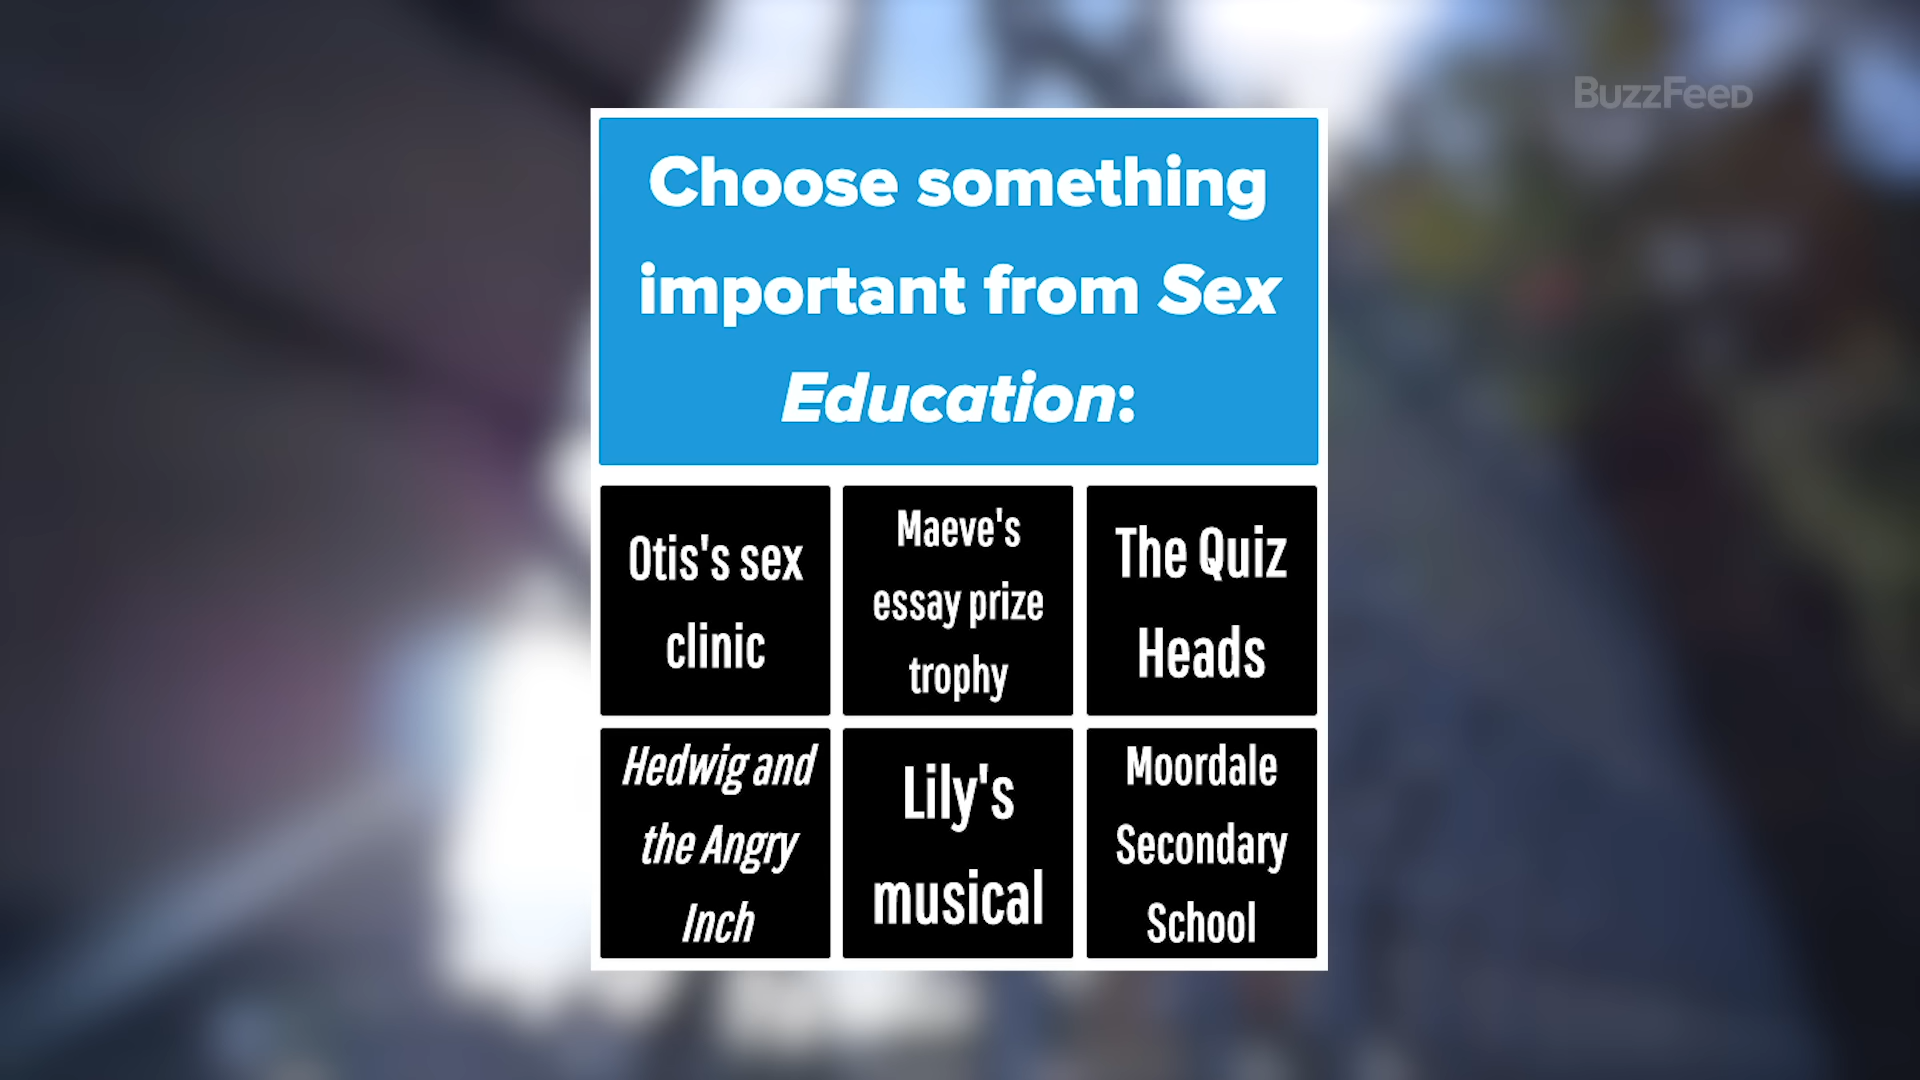 BuzzFeed
Choose something
important from Sex
Education:
Otis's sex
clinic
Maeve's
essay prize
trophy
The Quiz
Heads
Hedwig and
the Angry
Inch
Lily's
musical
Moordale
Secondary
School